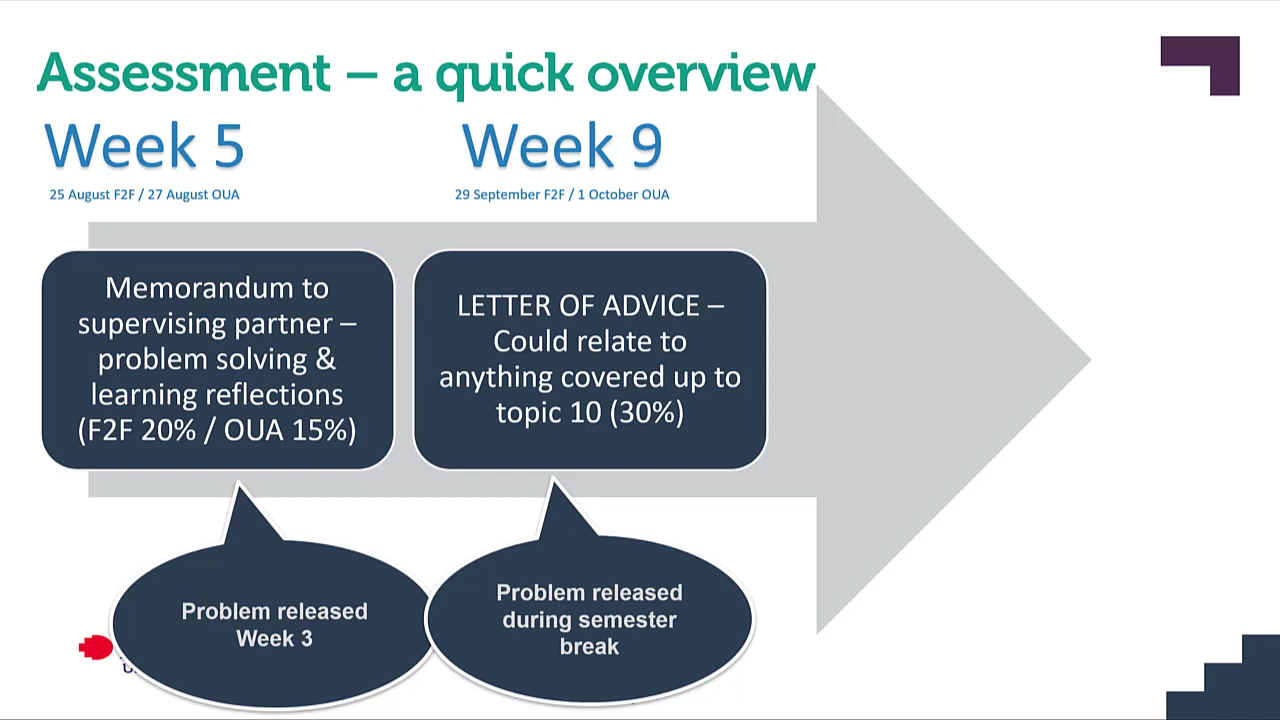 Assessment – a quick overview
Week 5
25 August F2F / 27 August OUA
Week 9
29 September F2F / 1 October OUA
Memorandum to
supervising partner –
problem solving &
learning reflections
(F2F 20% / OUA 15%)
LETTER OF ADVICE –
Could relate to
anything covered up to
topic 10 (30%)
Problem released
Week 3
Problem released
during semester
break